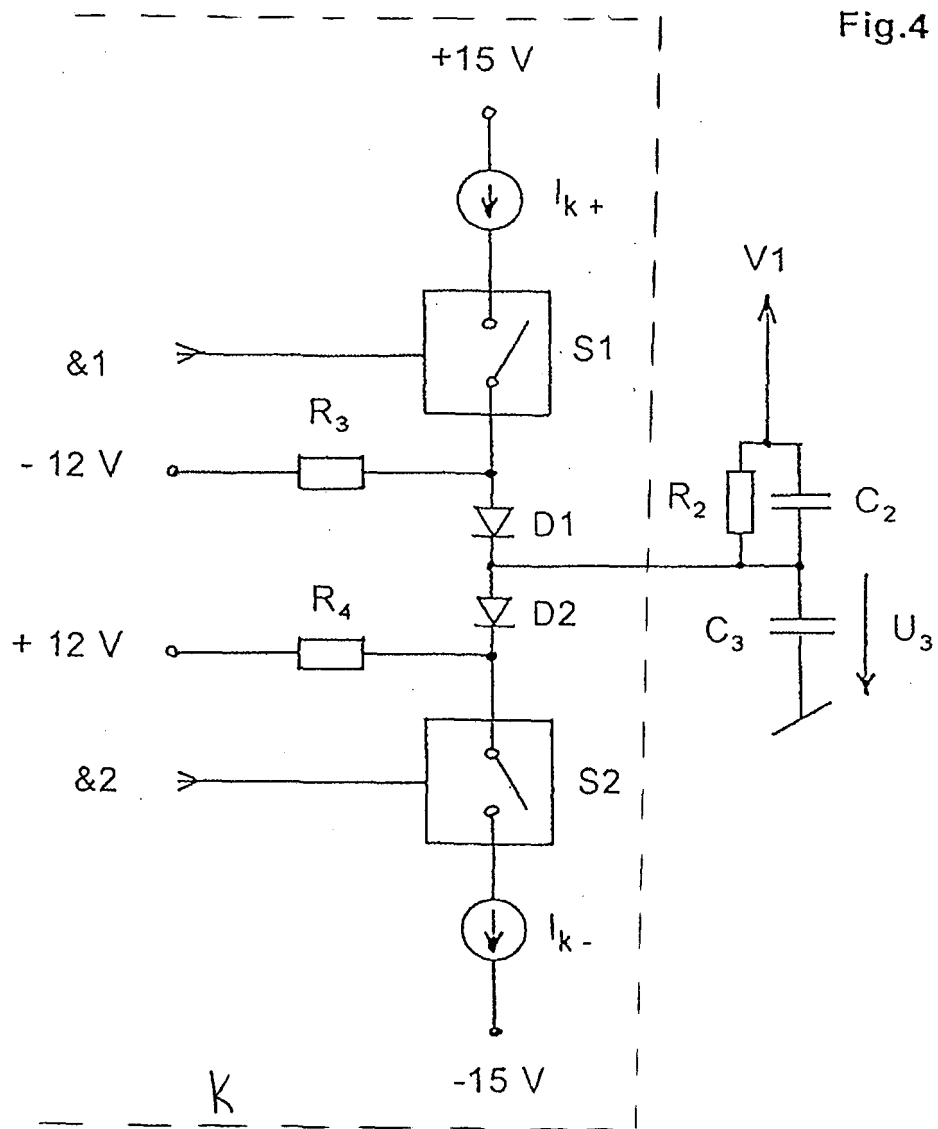 Fig.4
+15 V
I k +
V1
&1
S1
R3
- 12 V
D1
R2
C2
R4
D2
C3
U3
+ 12 V
&2
S2
I k -
-15 V
K